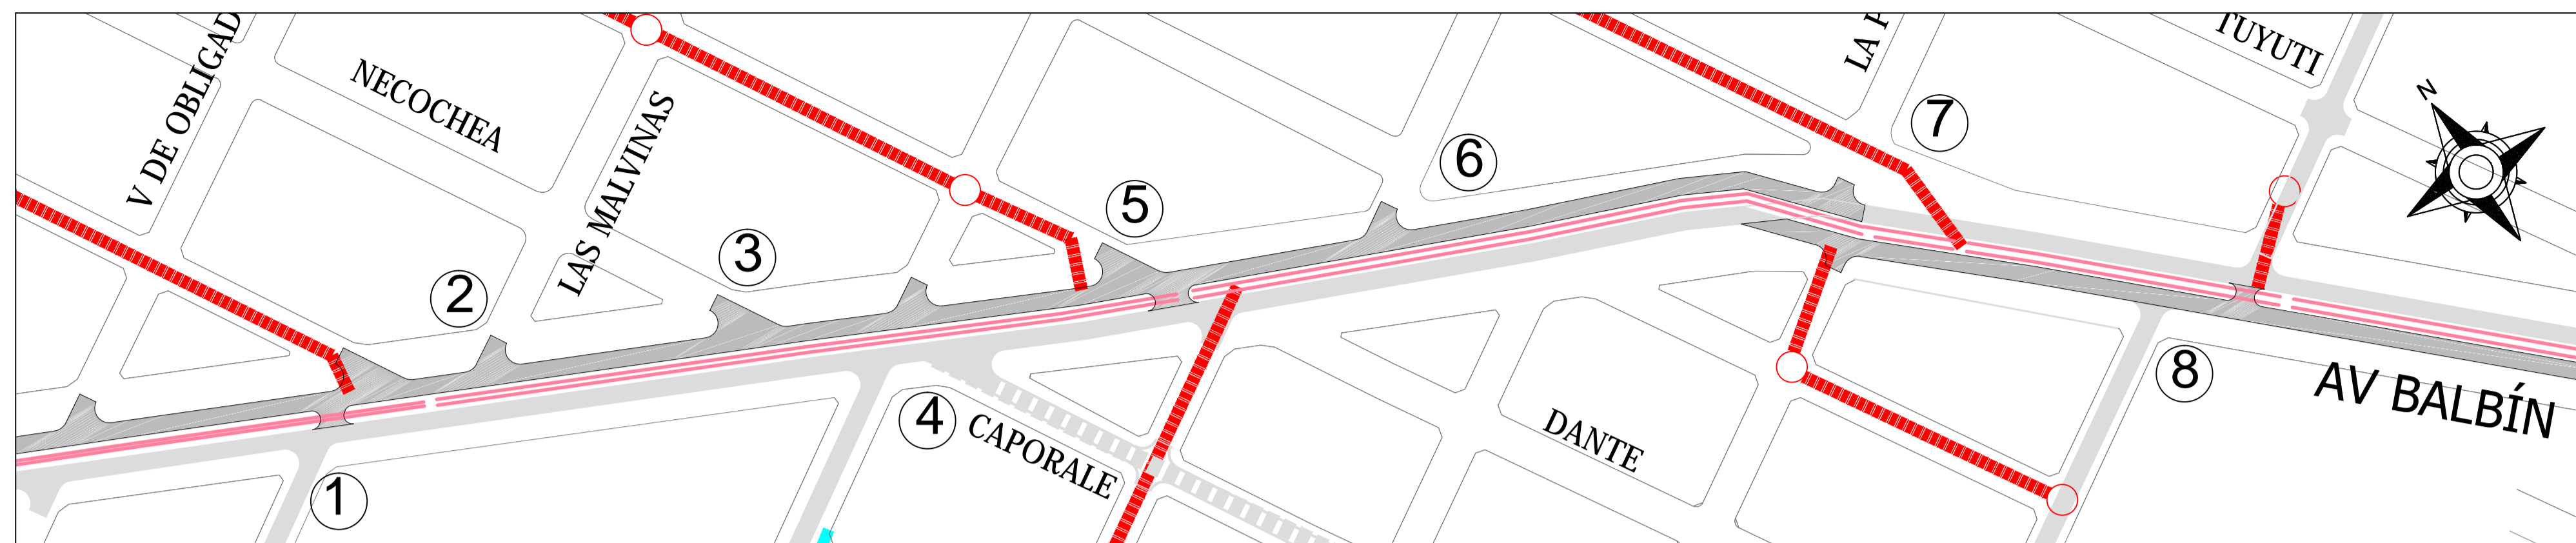 V DE OBLIGAD
NECOCHEA
LAS MALVINAS
LA
TUYUTI
N
7
6
5
3
2
8
4
1
CAPORALE
DANTE
AV BALBÍN